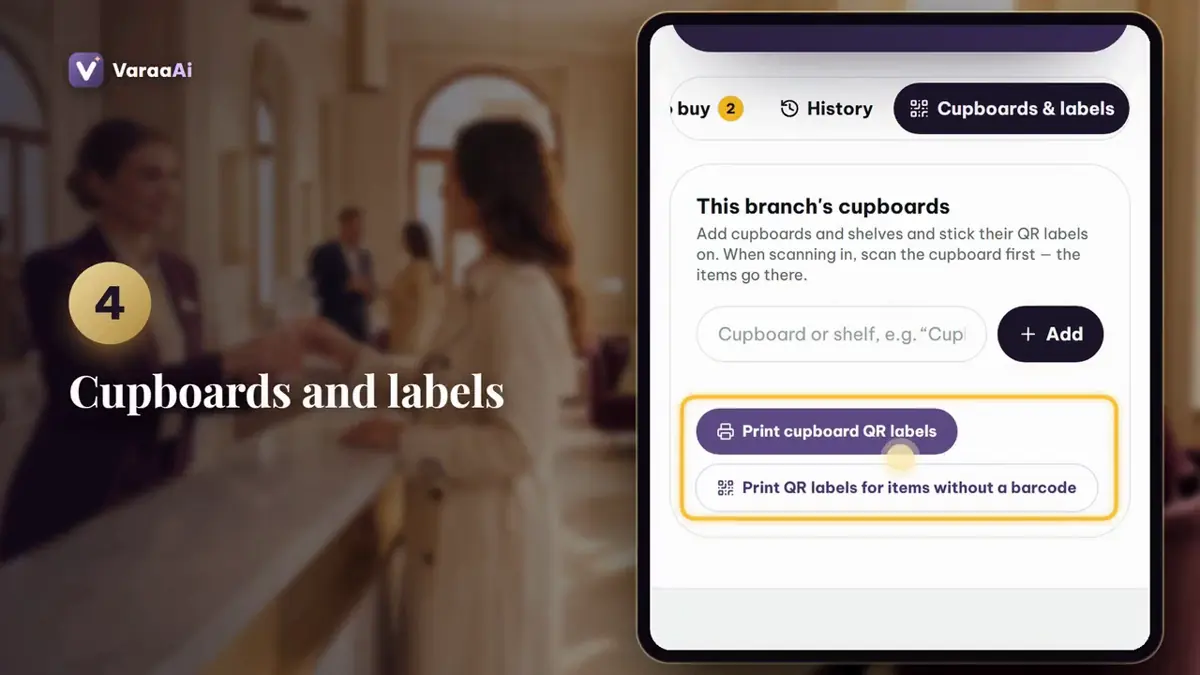 VaraaAi
4
Cupboards and labels
buy 2
History
Cupboards & labels
This branch's cupboards
Add cupboards and shelves and stick their QR labels
on. When scanning in, scan the cupboard first — the
items go there.
Cupboard or shelf, e.g. “Cup
+ Add
Print cupboard QR labels
Print QR labels for items without a barcode